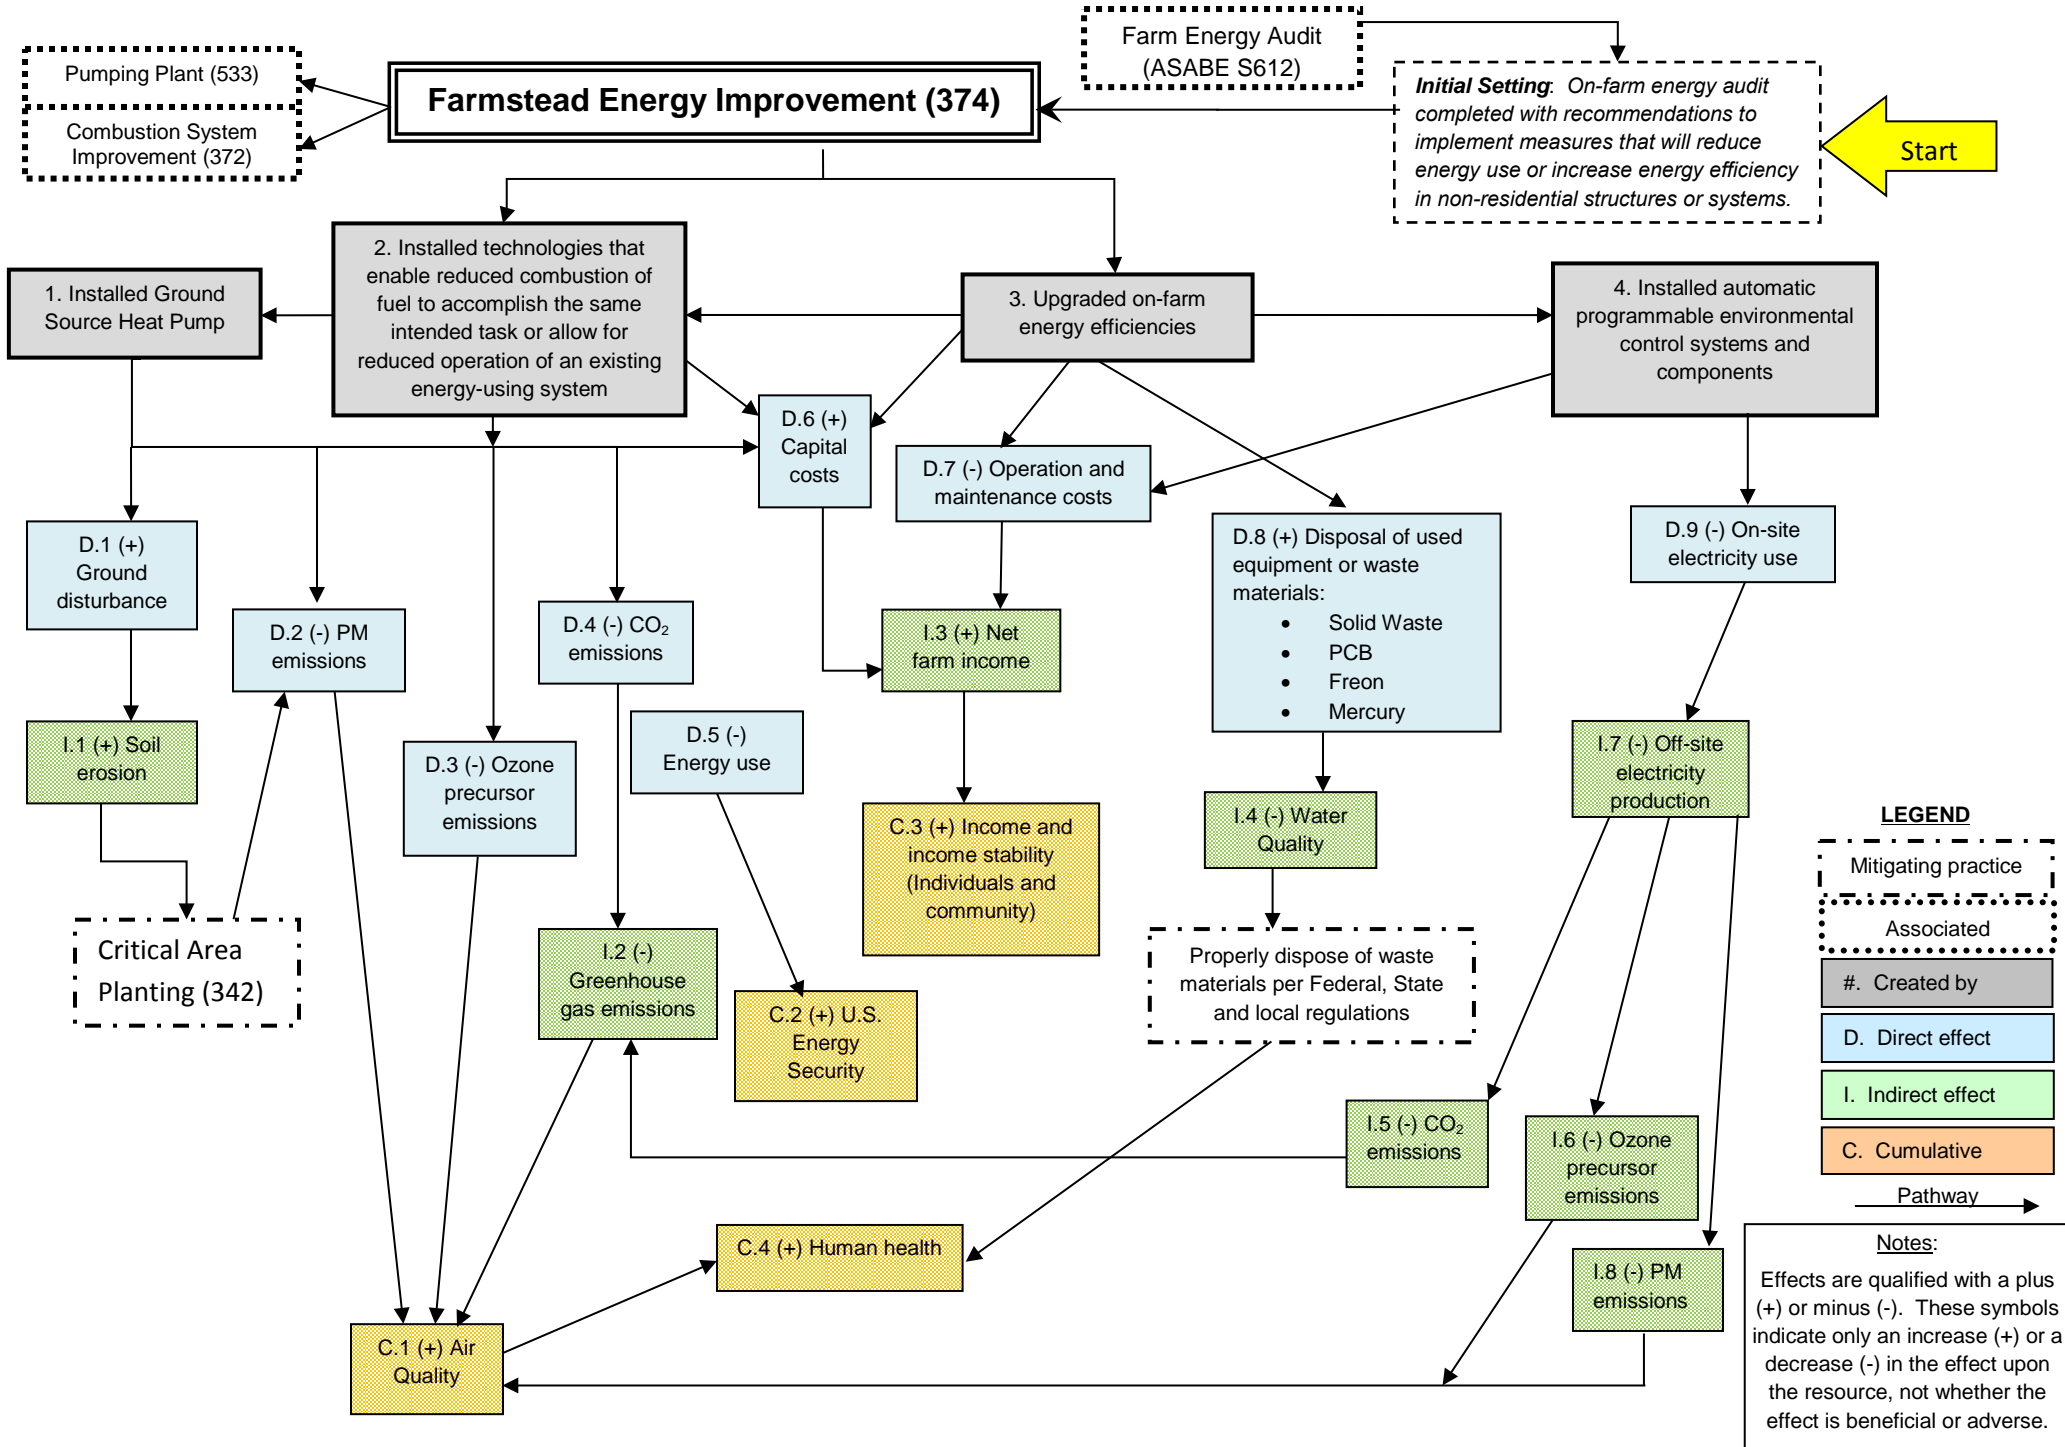 Farm Energy Audit
(ASABE S612)
Pumping Plant (533)
Combustion System
Improvement (372)
Farmstead Energy Improvement (374)
Initial Setting:  On-farm energy audit
completed with recommendations to
implement measures that will reduce
energy use or increase energy efficiency
in non-residential structures or systems.
Start
1. Installed Ground
Source Heat Pump
2. Installed technologies that
enable reduced combustion of
fuel to accomplish the same
intended task or allow for
reduced operation of an existing
energy-using system
3. Upgraded on-farm
energy efficiencies
4. Installed automatic
programmable environmental
control systems and
components
D.6 (+)
Capital
costs
D.7 (-) Operation and
maintenance costs
D.1 (+)
Ground
disturbance
D.2 (-) PM
emissions
D.4 (-) CO₂
emissions
I.3 (+) Net
farm income
D.8 (+) Disposal of used
equipment or waste
materials:
• Solid Waste
• PCB
• Freon
• Mercury
D.9 (-) On-site
electricity use
I.1 (+) Soil
erosion
D.3 (-) Ozone
precursor
emissions
D.5 (-)
Energy use
I.7 (-) Off-site
electricity
production
C.3 (+) Income and
income stability
(Individuals and
community)
I.4 (-) Water
Quality
Critical Area
Planting (342)
I.2 (-)
Greenhouse
gas emissions
C.2 (+) U.S.
Energy
Security
Properly dispose of waste
materials per Federal, State
and local regulations
I.5 (-) CO₂
emissions
I.6 (-) Ozone
precursor
emissions
C.4 (+) Human health
I.8 (-) PM
emissions
C.1 (+) Air
Quality
LEGEND
Mitigating practice
Associated
#.  Created by
D.  Direct effect
I.  Indirect effect
C.  Cumulative
Pathway
Notes:
Effects are qualified with a plus
(+) or minus (-).  These symbols
indicate only an increase (+) or a
decrease (-) in the effect upon
the resource, not whether the
effect is beneficial or adverse.